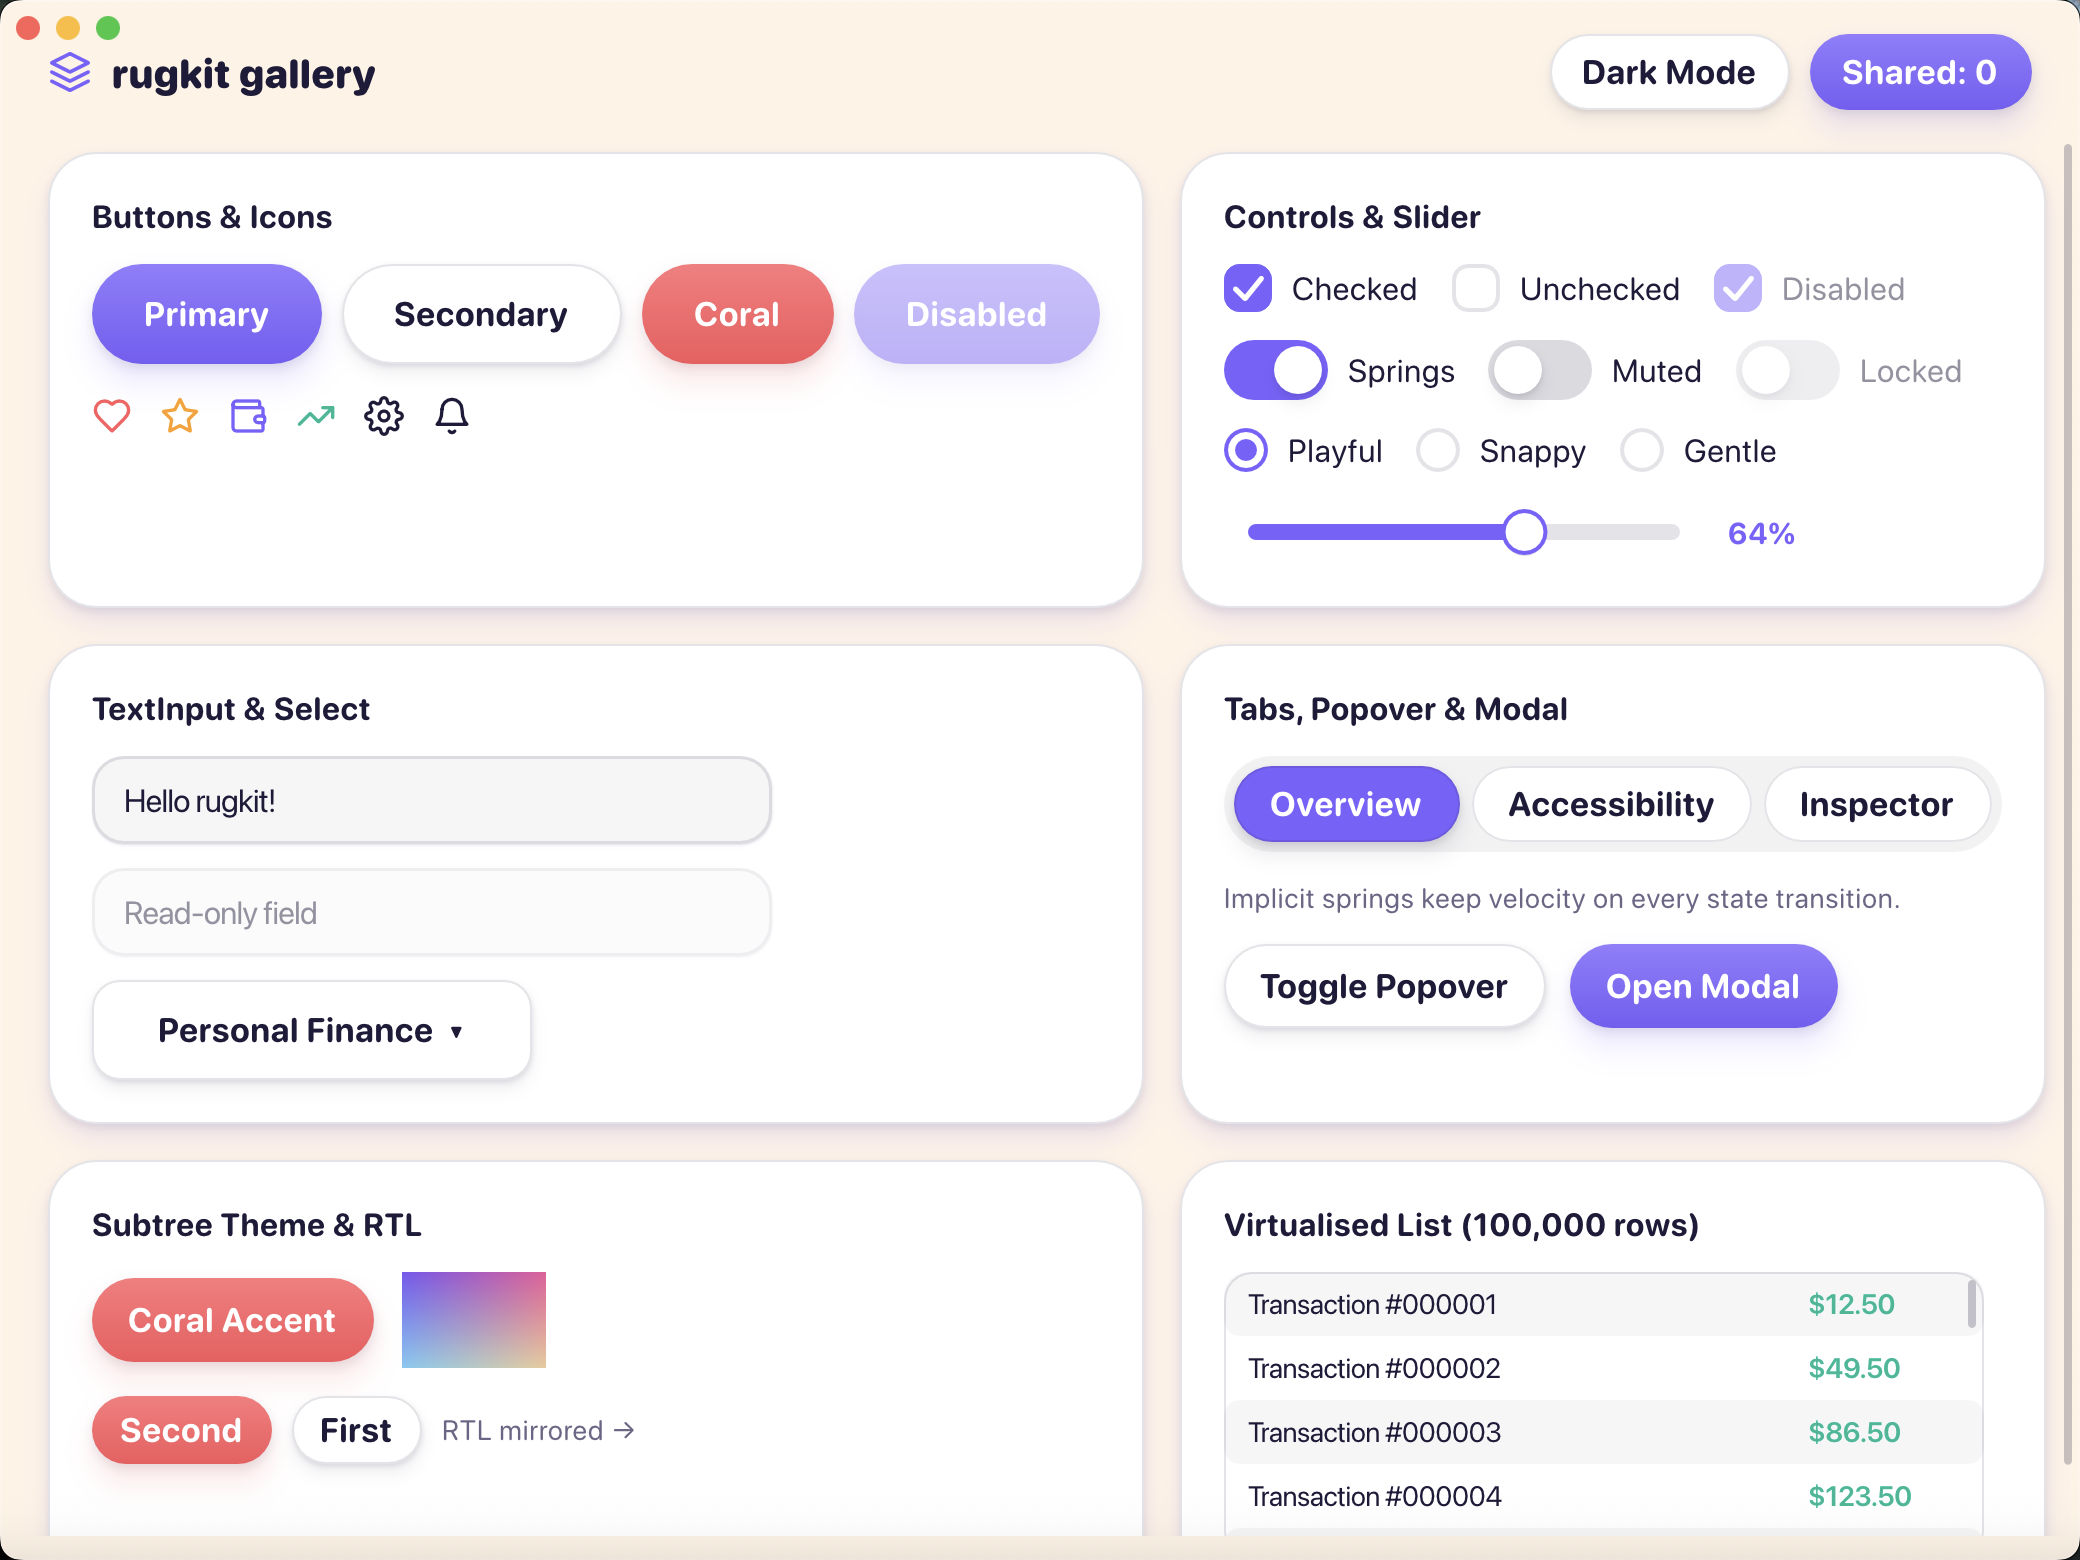 rugkit gallery
Dark Mode
Shared: 0
Buttons & Icons
Primary
Secondary
Coral
Disabled
Controls & Slider
Checked
Unchecked
Disabled
Springs
Muted
Locked
Playful
Snappy
Gentle
64%
TextInput & Select
Hello rugkit!
Read-only field
Personal Finance ▾
Tabs, Popover & Modal
Overview
Accessibility
Inspector
Implicit springs keep velocity on every state transition.
Toggle Popover
Open Modal
Subtree Theme & RTL
Coral Accent
Second
First
RTL mirrored →
Virtualised List (100,000 rows)
Transaction #000001 $12.50
Transaction #000002 $49.50
Transaction #000003 $86.50
Transaction #000004 $123.50